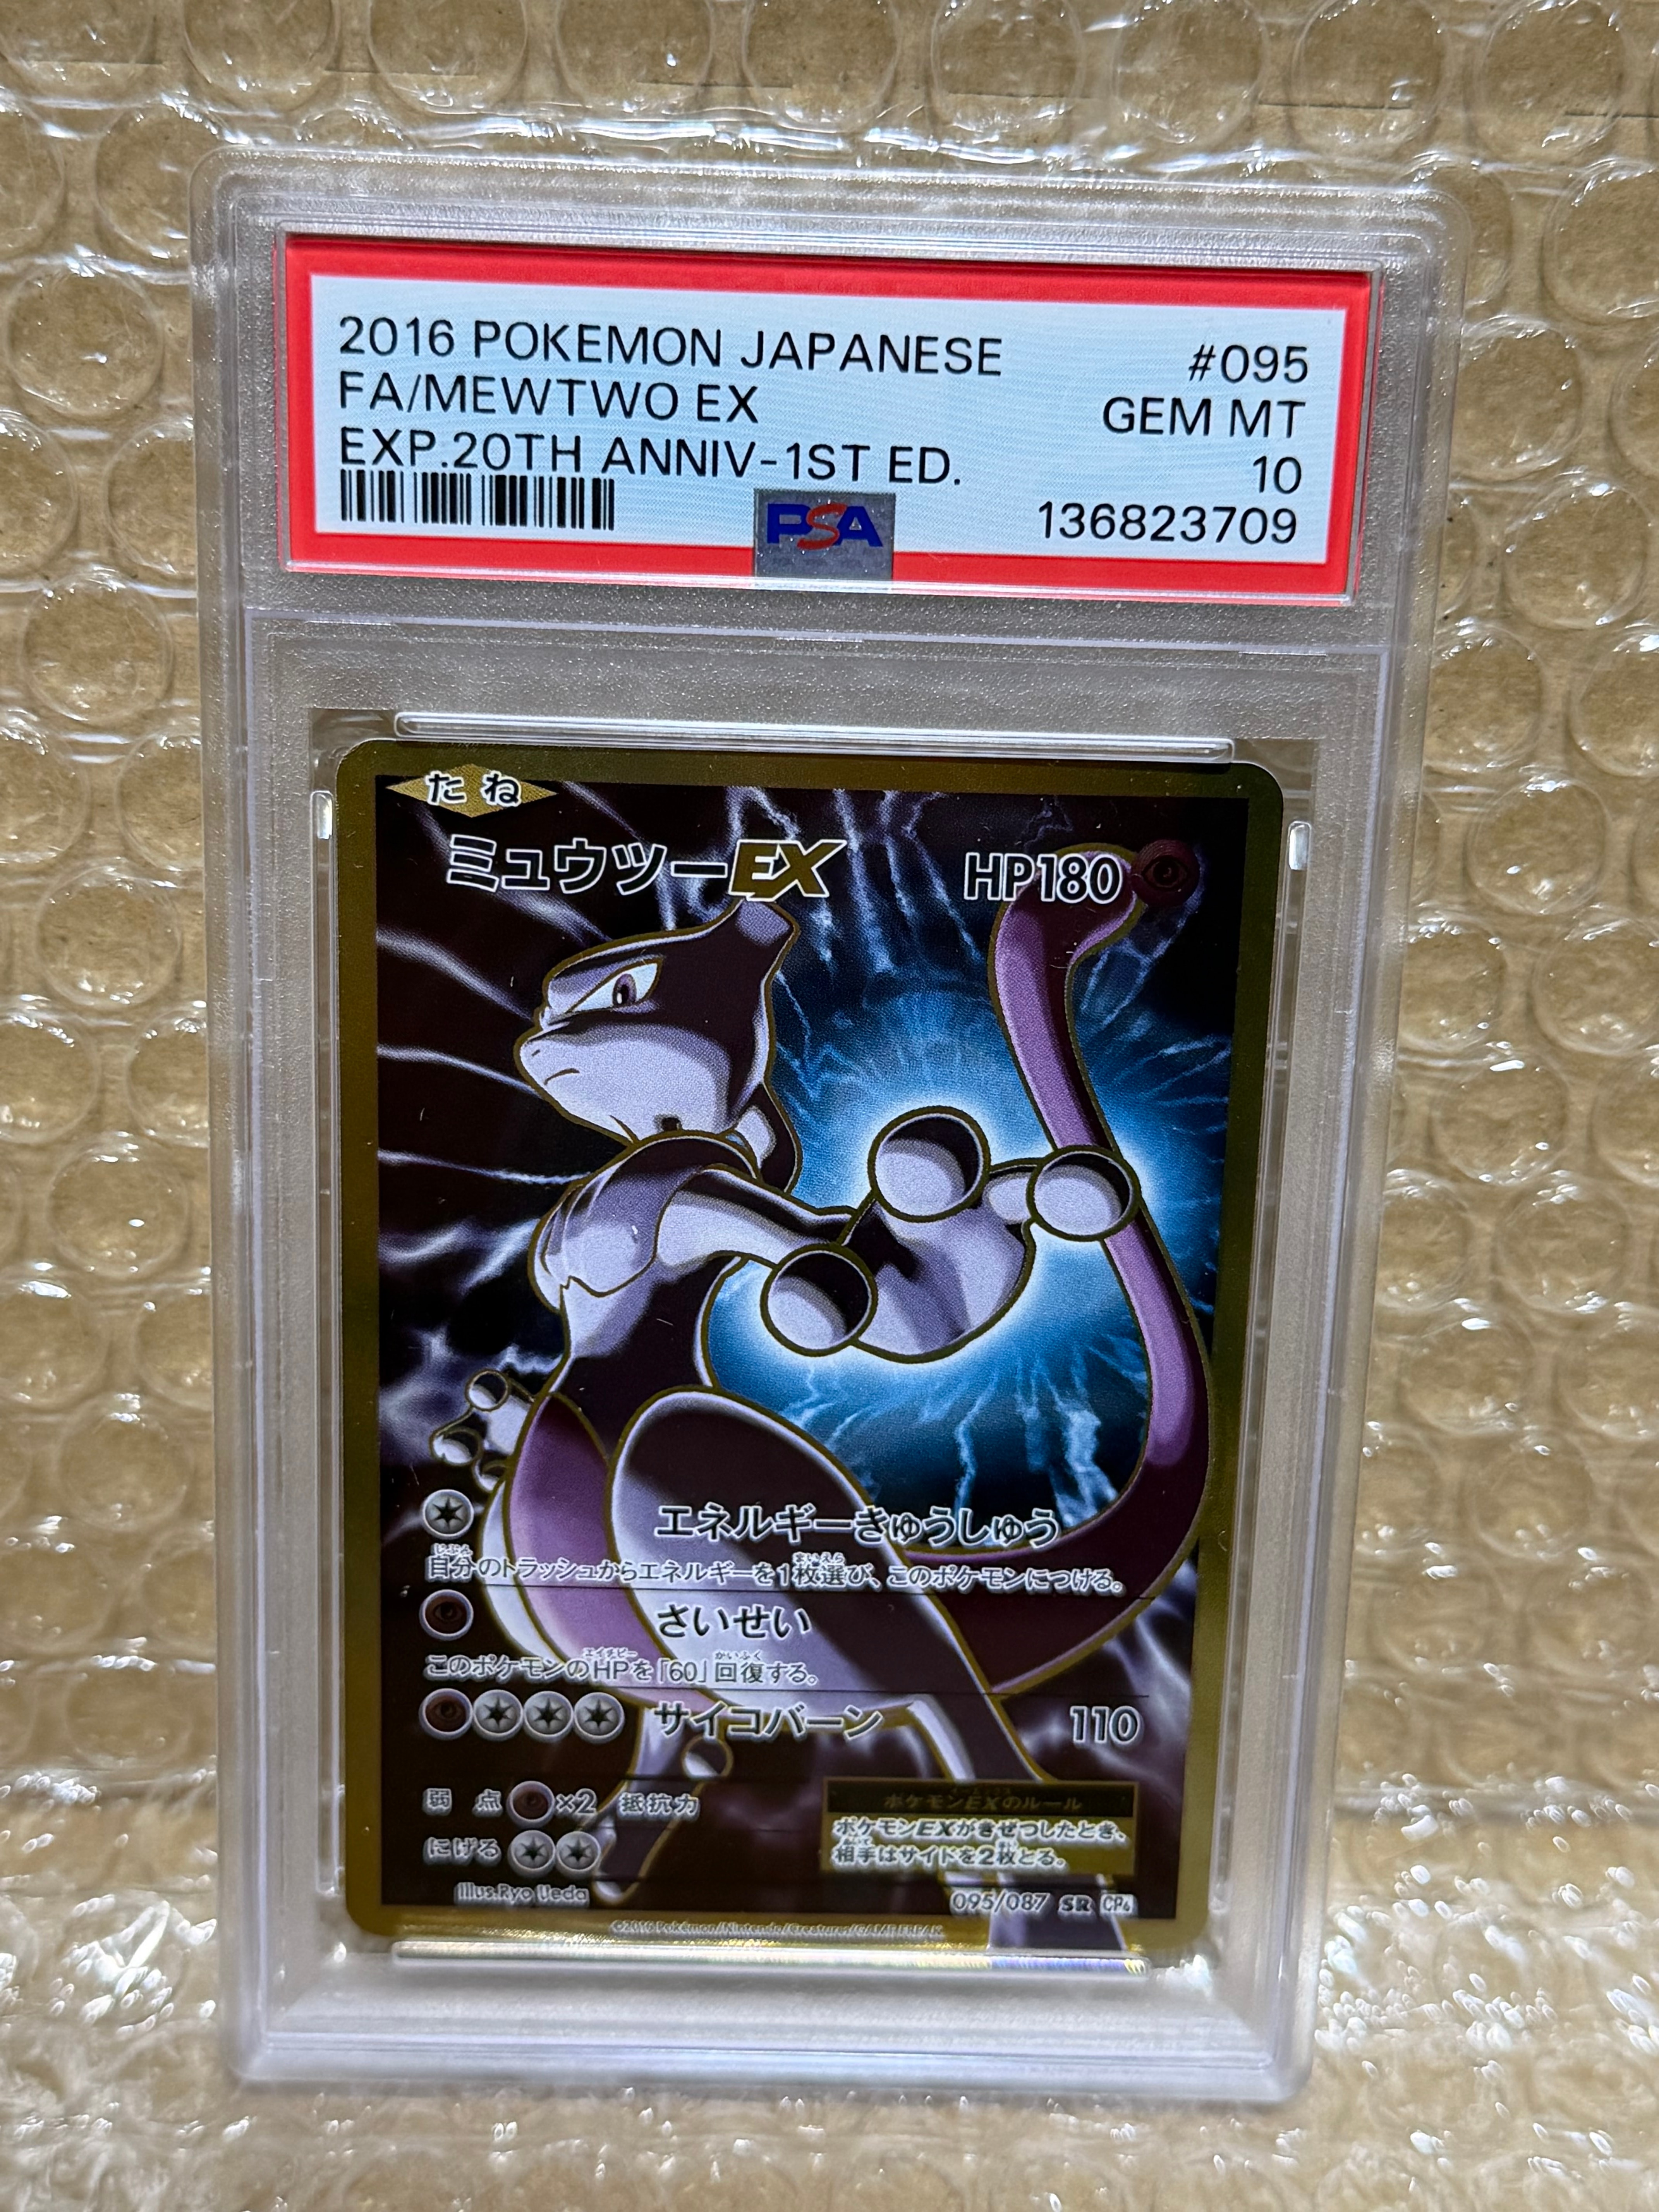 2016 POKEMON JAPANESE #095
FA/MEWTWO EX GEM MT
EXP.20TH ANNIV-1ST ED. 10
PSA 136823709
たね
ミュウツーEX HP180
エネルギーきゅうしゅう
自分のトラッシュからエネルギーを1枚選び、このポケモンにつける。
さいせい
このポケモンのHPを「60」回復する。
サイコバーン 110
弱点 ×2 抵抗力
ポケモンEXのルール
ポケモンEXがきぜつしたとき、
にげる
相手はサイドを2枚とる。
Illus.Ryo Ueda
095/087 SR CP6
©2016 Pokémon/Nintendo/Creatures/GAME FREAK